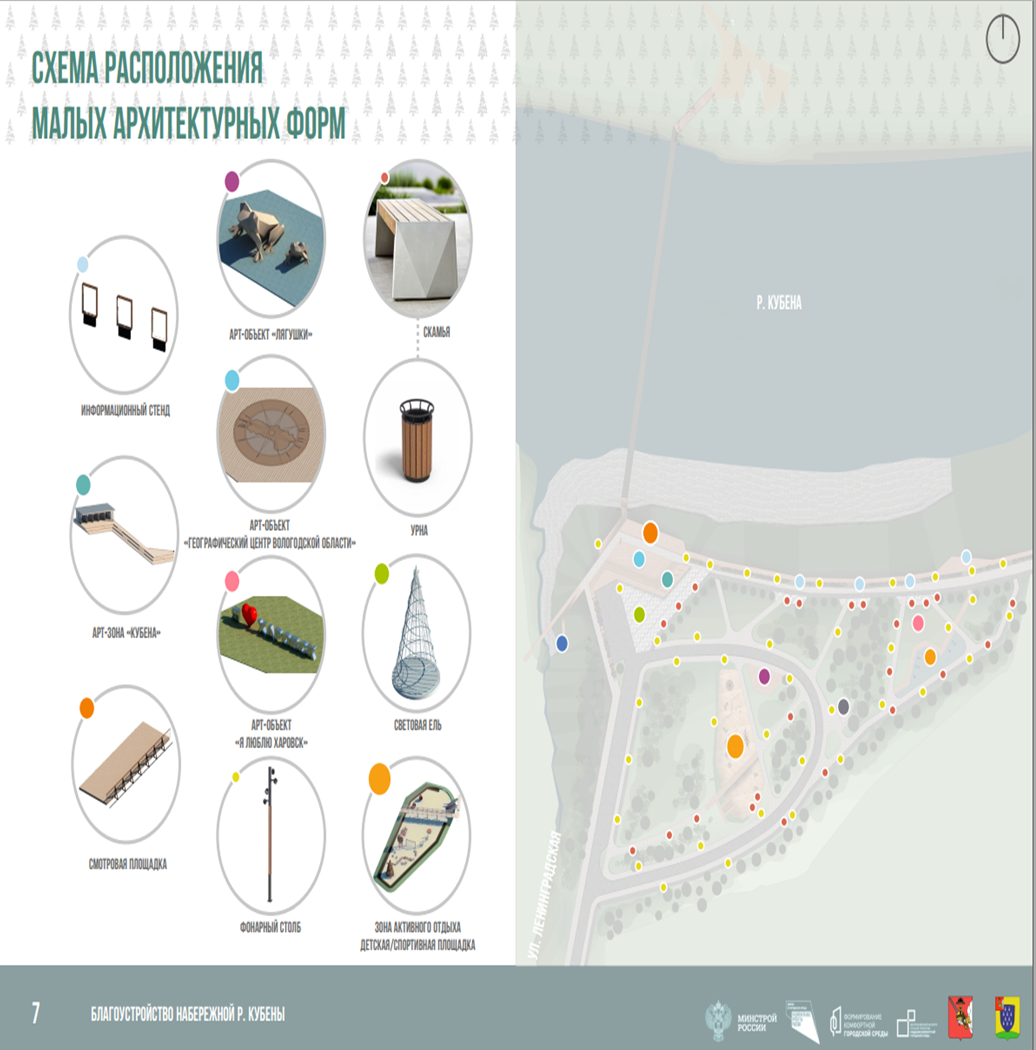 СХЕМА РАСПОЛОЖЕНИЯ
МАЛЫХ АРХИТЕКТУРНЫХ ФОРМ
ИНФОРМАЦИОННЫЙ СТЕНД
АРТ-ЗОНА «КУБЕНА»
СМОТРОВАЯ ПЛОЩАДКА
АРТ-ОБЪЕКТ «ЛЯГУШКИ»
АРТ-ОБЪЕКТ
«ГЕОГРАФИЧЕСКИЙ ЦЕНТР ВОЛОГОДСКОЙ ОБЛАСТИ»
АРТ-ОБЪЕКТ
«Я ЛЮБЛЮ ХАРОВСК»
ФОНАРНЫЙ СТОЛБ
СКАМЬЯ
УРНА
СВЕТОВАЯ ЕЛЬ
ЗОНА АКТИВНОГО ОТДЫХА
ДЕТСКАЯ/СПОРТИВНАЯ ПЛОЩАДКА
Р. КУБЕНА
УЛ. ЛЕНИНГРАДСКАЯ
7
БЛАГОУСТРОЙСТВО НАБЕРЕЖНОЙ Р. КУБЕНЫ
МИНСТРОЙ
РОССИИ
ФОРМИРОВАНИЕ
КОМФОРТНОЙ
ГОРОДСКОЙ СРЕДЫ